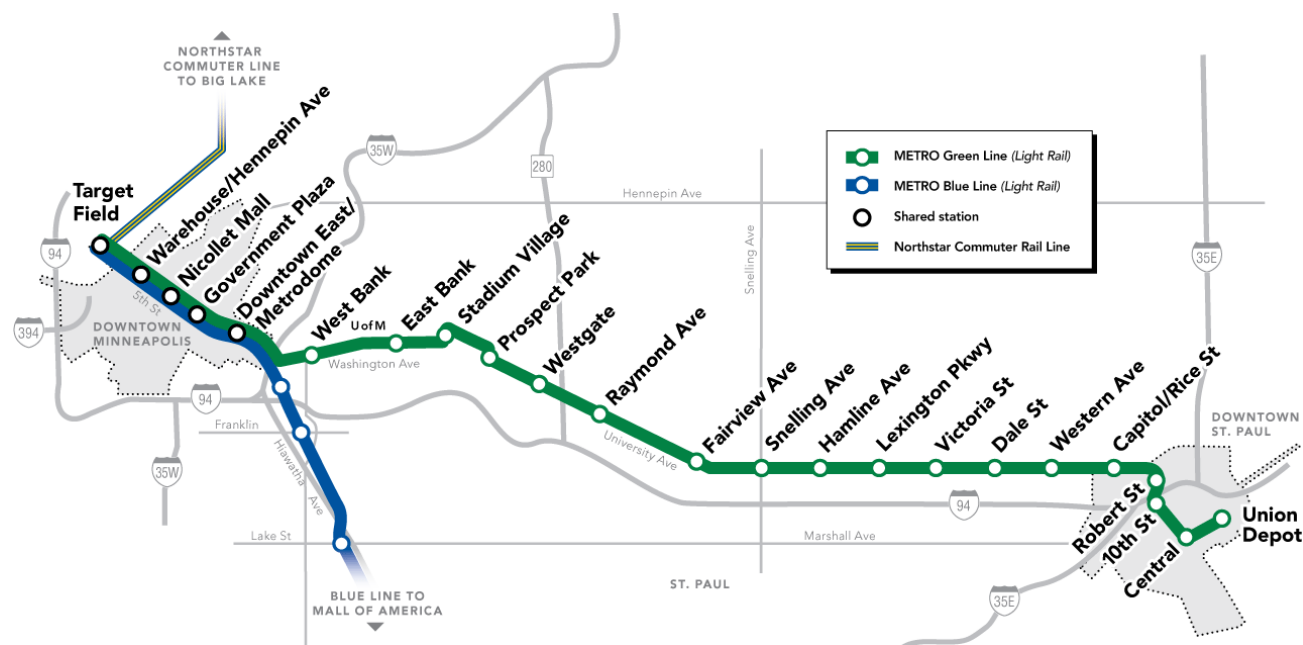 NORTHSTAR
COMMUTER LINE
TO BIG LAKE
Target
Field
Warehouse/Hennepin Ave
Nicollet Mall
Government Plaza
Downtown East/
Metrodome
West Bank
U of M
East Bank
Stadium Village
Prospect Park
Westgate
Raymond Ave
Fairview Ave
Snelling Ave
Hamline Ave
Lexington Pkwy
Victoria St
Dale St
Western Ave
Capitol/Rice St
Robert St
10th St
Central
Union
Depot
METRO Green Line (Light Rail)
METRO Blue Line (Light Rail)
Shared station
Northstar Commuter Rail Line
35W
280
Hennepin Ave
Snelling Ave
35E
94
394
5th St
DOWNTOWN
MINNEAPOLIS
Washington Ave
94
Franklin
Hiawatha Ave
35W
University Ave
94
DOWNTOWN
ST. PAUL
Lake St
Marshall Ave
ST. PAUL
35E
BLUE LINE TO
MALL OF AMERICA